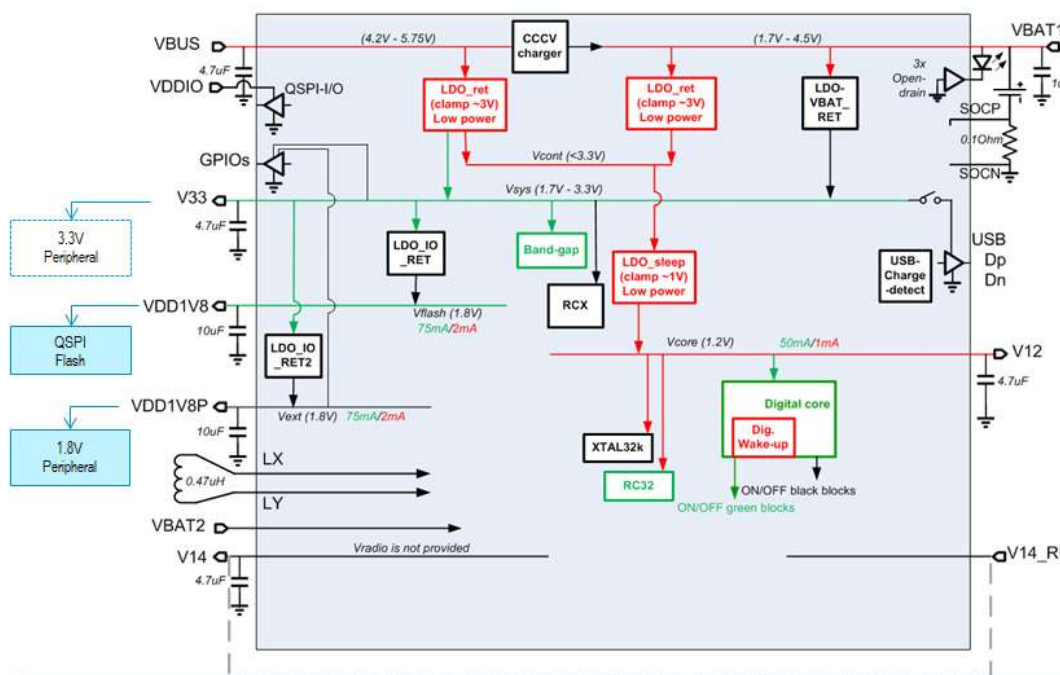 VBUS
(4.2V - 5.75V)
CCCV
charger
(1.7V - 4.5V)
VBAT1
4.7uF
VDDIO
QSPI-I/O
LDO_ret
(clamp ~3V)
Low power
LDO_ret
(clamp ~3V)
Low power
LDO-
VBAT_
RET
3x
Open-
drain
SOCP
0.1Ohm
SOCN
GPIOs
Vcont (<3.3V)
V33
Vsys (1.7V - 3.3V)
4.7uF
3.3V
Peripheral
LDO_IO
_RET
Band-gap
LDO_sleep
(clamp ~1V)
Low power
USB-
Charge
-detect
USB
Dp
Dn
RCX
VDD1V8
Vflash (1.8V)
75mA/2mA
10uF
QSPI
Flash
LDO_IO
_RET2
Vcore (1.2V)
50mA/1mA
V12
4.7uF
VDD1V8P
Vext (1.8V)
75mA/2mA
10uF
1.8V
Peripheral
Digital core
Dig.
Wake-up
XTAL32k
RC32
ON/OFF black blocks
ON/OFF green blocks
LX
0.47uH
LY
VBAT2
V14
Vradio is not provided
4.7uF